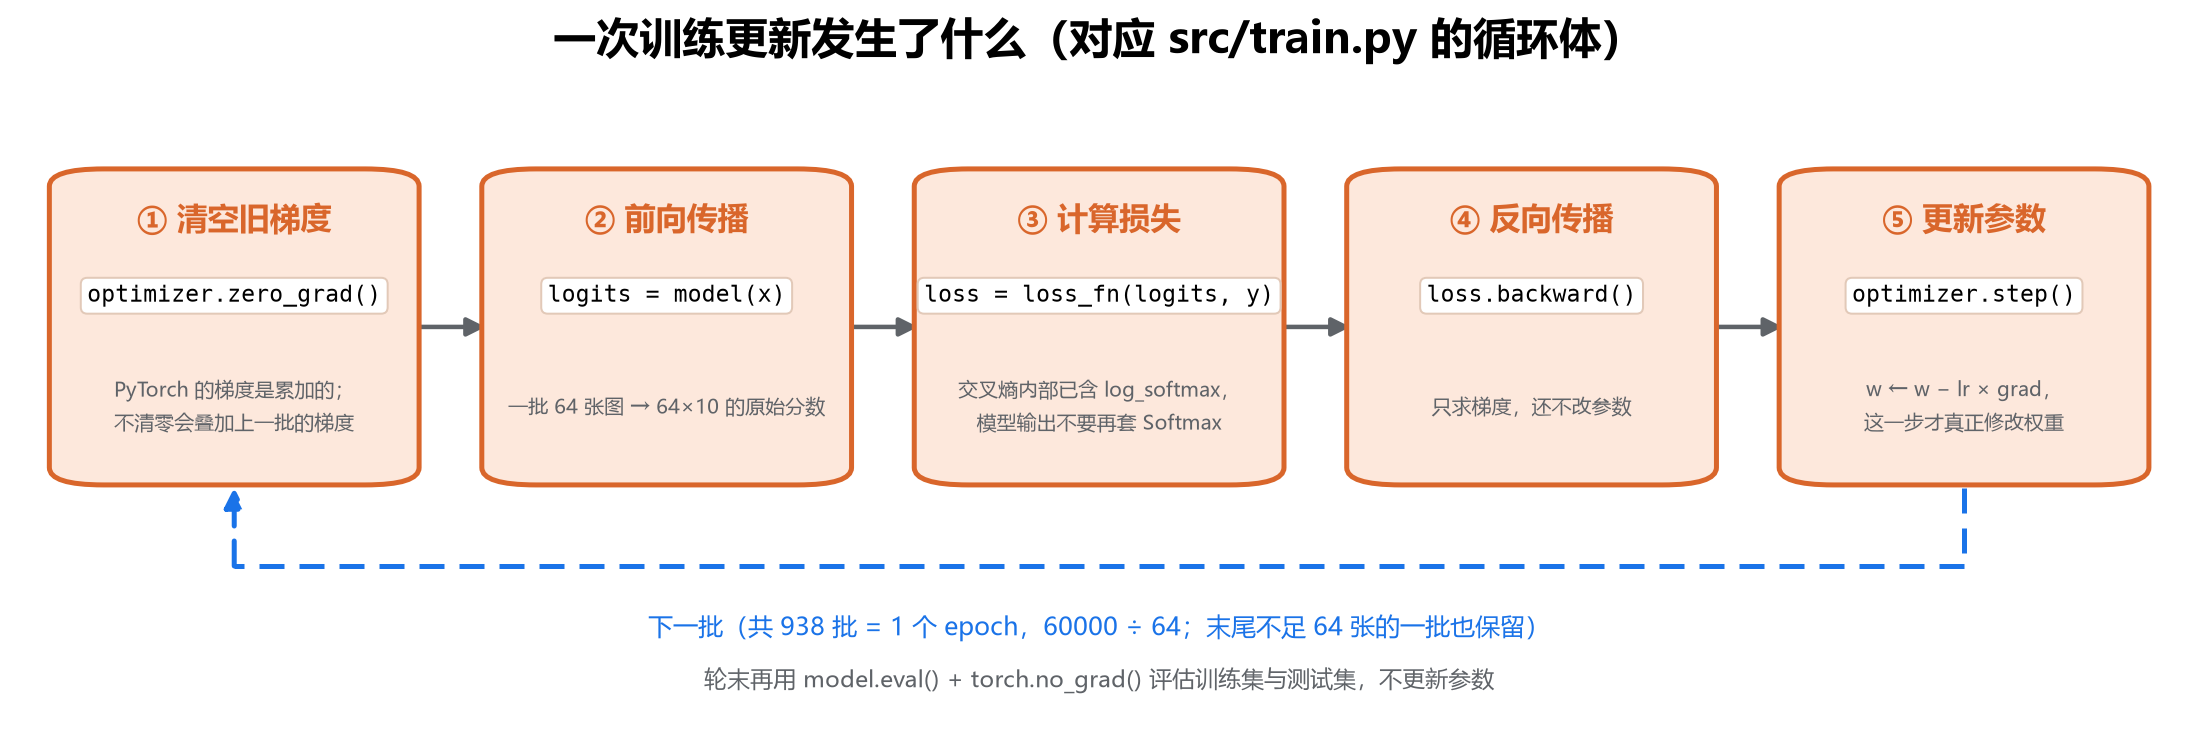 一次训练更新发生了什么（对应 src/train.py 的循环体）
① 清空旧梯度
optimizer.zero_grad()
PyTorch 的梯度是累加的；
不清零会叠加上一批的梯度
② 前向传播
logits = model(x)
一批 64 张图 → 64×10 的原始分数
③ 计算损失
loss = loss_fn(logits, y)
交叉熵内部已含 log_softmax，
模型输出不要再套 Softmax
④ 反向传播
loss.backward()
只求梯度，还不改参数
⑤ 更新参数
optimizer.step()
w ← w − lr × grad，
这一步才真正修改权重
下一批（共 938 批 = 1 个 epoch，60000 ÷ 64；末尾不足 64 张的一批也保留）
轮末再用 model.eval() + torch.no_grad() 评估训练集与测试集，不更新参数